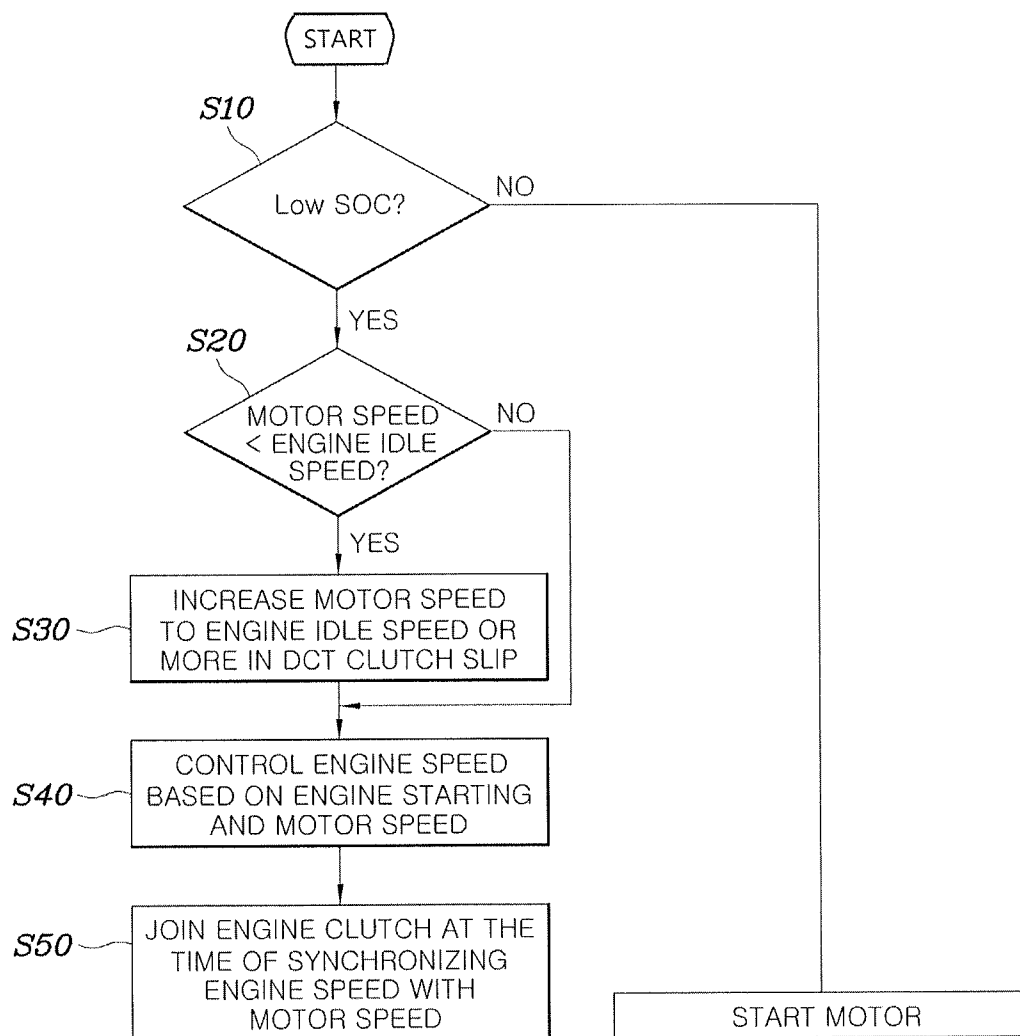 START
S10
Low SOC?
NO
YES
S20
MOTOR SPEED
< ENGINE IDLE
SPEED?
NO
YES
S30
INCREASE MOTOR SPEED
TO ENGINE IDLE SPEED OR
MORE IN DCT CLUTCH SLIP
S40
CONTROL ENGINE SPEED
BASED ON ENGINE STARTING
AND MOTOR SPEED
S50
JOIN ENGINE CLUTCH AT THE
TIME OF SYNCHRONIZING
ENGINE SPEED WITH
MOTOR SPEED
START MOTOR